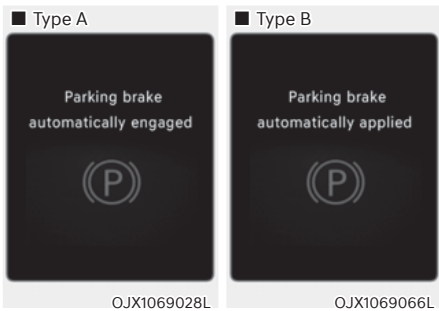 ■ Type A
Parking brake
automatically engaged
(P)
OJX1069028L
■ Type B
Parking brake
automatically applied
(P)
OJX1069066L